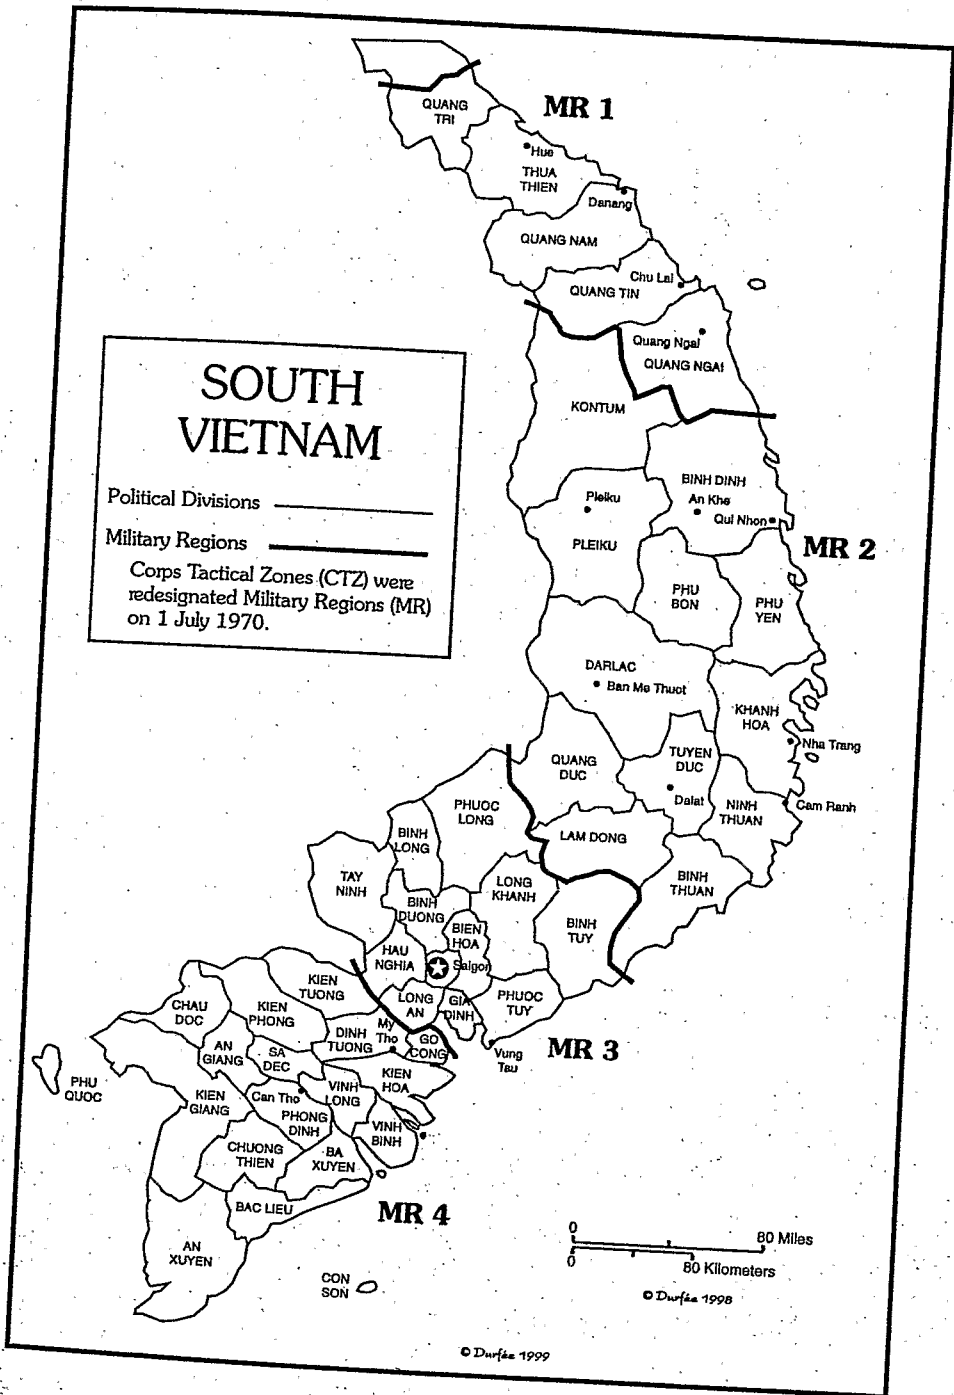 MR 1
QUANG
TRI
Hue
THUA
THIEN
Danang
QUANG NAM
Chu Lai
QUANG TIN
Quang Ngai
QUANG NGAI
SOUTH
VIETNAM
Political Divisions
Military Regions
Corps Tactical Zones (CTZ) were
redesignated Military Regions (MR)
on 1 July 1970.
KONTUM
BINH DINH
An Khe
Qui Nhon
Pleiku
PLEIKU
MR 2
PHU
BON
PHU
YEN
DARLAC
Ban Me Thuot
KHANH
HOA
Nha Trang
QUANG
DUC
TUYEN
DUC
Dalat
NINH
THUAN
Cam Ranh
LAM DONG
BINH
THUAN
PHUOC
LONG
BINH
LONG
TAY
NINH
LONG
KHANH
BINH
DUONG
BIEN
HOA
BINH
TUY
HAU
NGHIA
Saigon
LONG
AN
GIA
DINH
PHUOC
TUY
Vung
Tau
MR 3
KIEN
TUONG
CHAU
DOC
KIEN
PHONG
DINH
TUONG
My
Tho
GO
CONG
AN
GIANG
SA
DEC
KIEN
HOA
PHU
QUOC
KIEN
GIANG
Can Tho
VINH
LONG
PHONG
DINH
VINH
BINH
CHUONG
THIEN
BA
XUYEN
BAC LIEU
MR 4
AN
XUYEN
CON
SON
0
80 Miles
0
80 Kilometers
© Durfée 1998
© Durfée 1999